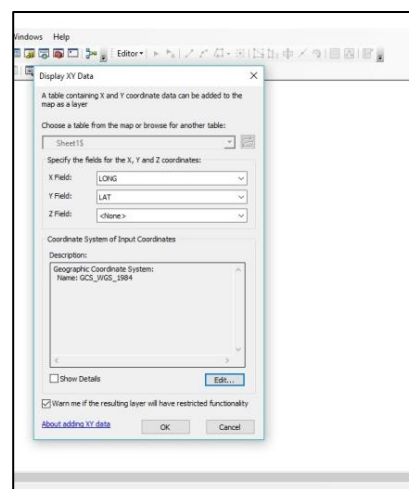 Windows Help
Editor
Display XY Data
A table containing X and Y coordinate data can be added to the
map as a layer
Choose a table from the map or browse for another table:
Sheet1$
Specify the fields for the X, Y and Z coordinates:
X Field: LONG
Y Field: LAT
Z Field: <None>
Coordinate System of Input Coordinates
Description:
Geographic Coordinate System:
Name: GCS_WGS_1984
Show Details Edit...
Warn me if the resulting layer will have restricted functionality
About adding XY data OK Cancel